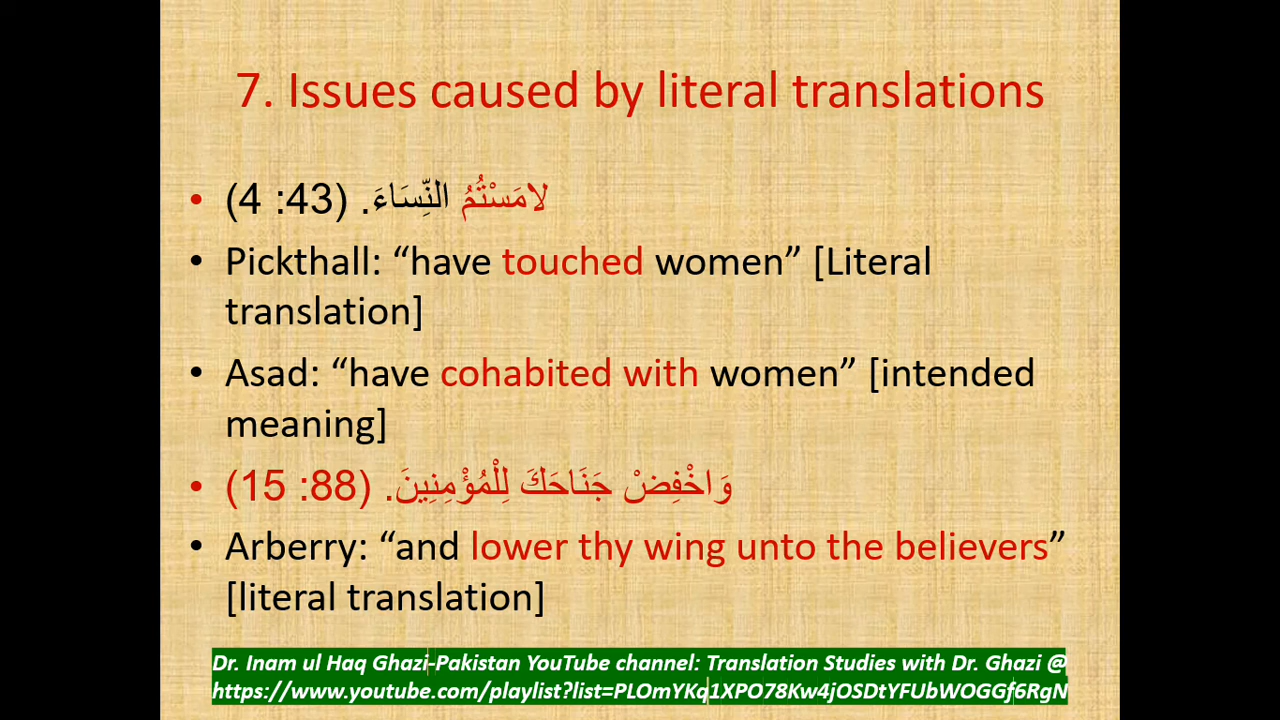 7. Issues caused by literal translations
• لامَسْتُمُ النِّسَاءَ. (43: 4)
• Pickthall: “have touched women” [Literal
translation]
• Asad: “have cohabited with women” [intended
meaning]
• وَاخْفِضْ جَنَاحَكَ لِلْمُؤْمِنِينَ. (88: 15)
• Arberry: “and lower thy wing unto the believers”
[literal translation]
Dr. Inam ul Haq Ghazi-Pakistan YouTube channel: Translation Studies with Dr. Ghazi @
https://www.youtube.com/playlist?list=PLOmYKq1XPO78Kw4jOSDtYFUbWOGGf6RgN